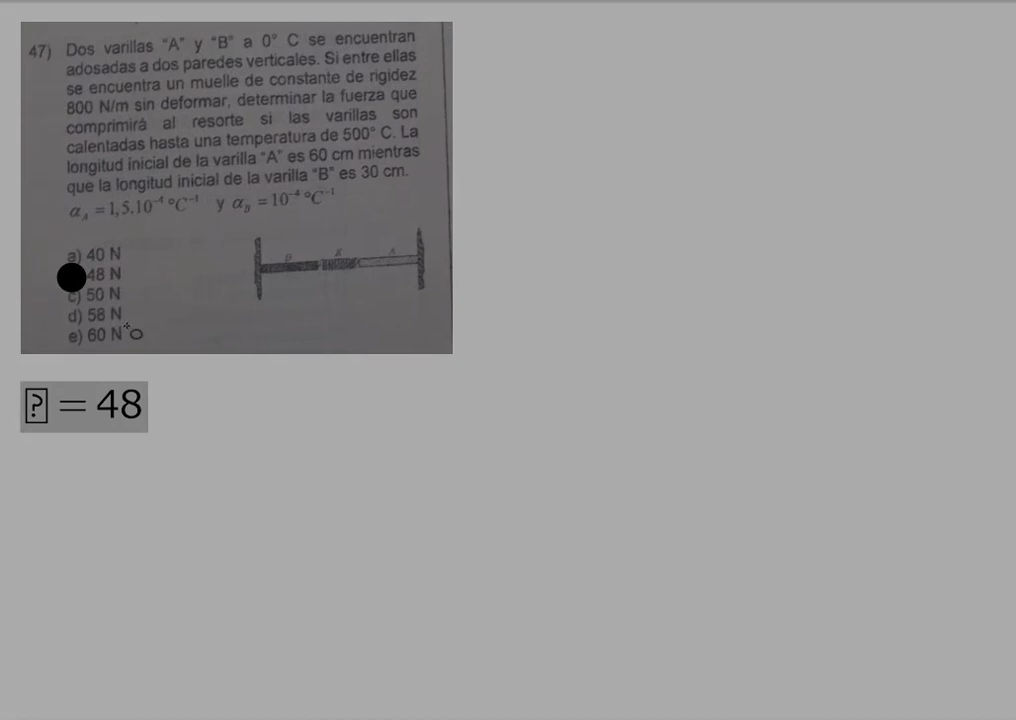 47) Dos varillas "A" y "B" a 0° C se encuentran
adosadas a dos paredes verticales. Si entre ellas
se encuentra un muelle de constante de rigidez
800 N/m sin deformar, determinar la fuerza que
comprimirá al resorte si las varillas son
calentadas hasta una temperatura de 500° C. La
longitud inicial de la varilla "A" es 60 cm mientras
que la longitud inicial de la varilla "B" es 30 cm.
α_A = 1,5.10⁻⁴ °C⁻¹ y α_B = 10⁻⁴ °C⁻¹
a) 40 N
48 N
c) 50 N
d) 58 N
e) 60 N
B K A
? = 48